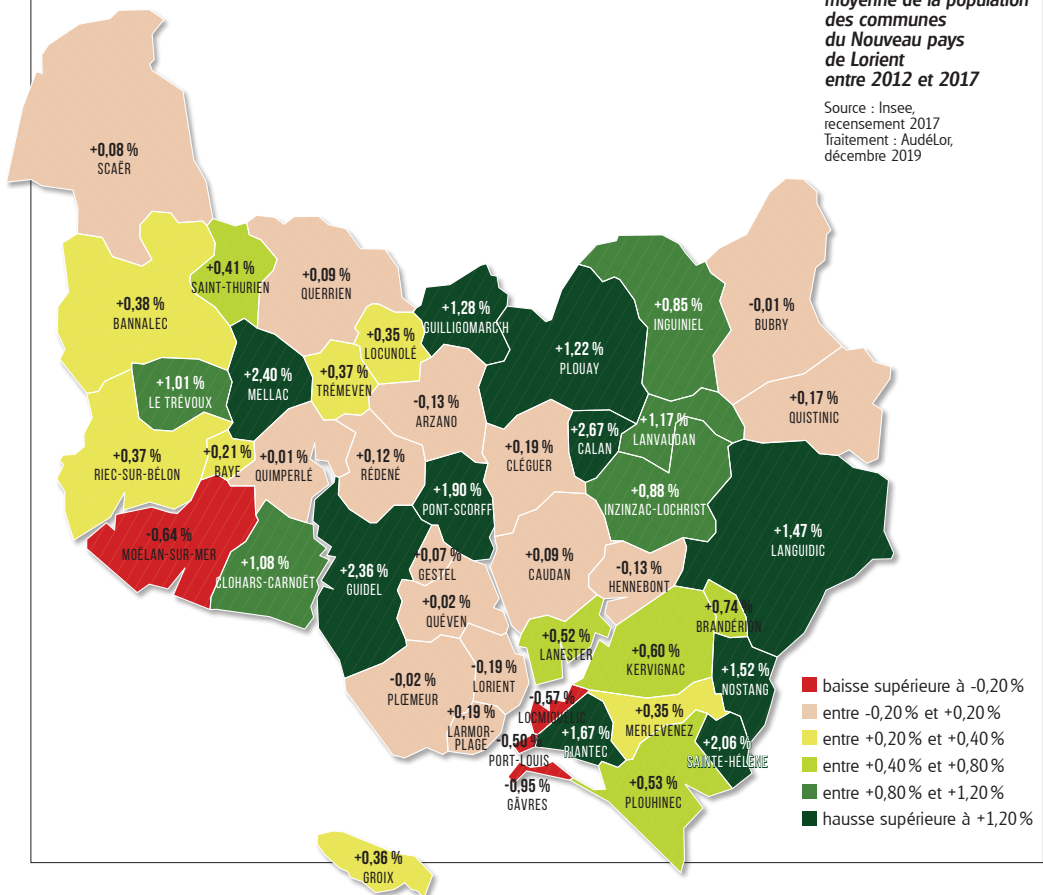 moyenne de la population
des communes
du Nouveau pays
de Lorient
entre 2012 et 2017
Source : Insee,
recensement 2017
Traitement : AudéLor,
décembre 2019
+0,08 %
SCAËR
+0,41 %
SAINT-THURIEN
+0,09 %
QUERRIEN
+0,38 %
BANNALEC
+1,28 %
GUILLIGOMARC'H
+0,85 %
INGUINIEL
-0,01 %
BUBRY
+0,35 %
LOCUNOLÉ
+1,22 %
PLOUAY
+1,01 %
LE TRÉVOUX
+2,40 %
MELLAC
+0,37 %
TRÉMEVEN
-0,13 %
ARZANO
+0,17 %
QUISTINIC
+2,67 %
CALAN
+1,17 %
LANVAUDAN
+0,37 %
RIEC-SUR-BÉLON
+0,21 %
BAYE
+0,01 %
QUIMPERLÉ
+0,12 %
RÉDENÉ
+0,19 %
CLÉGUER
+1,90 %
PONT-SCORFF
+0,88 %
INZINZAC-LOCHRIST
-0,64 %
MOËLAN-SUR-MER
+1,47 %
LANGUIDIC
+1,08 %
CLOHARS-CARNOËT
+2,36 %
GUIDEL
+0,07 %
GESTEL
+0,09 %
CAUDAN
-0,13 %
HENNEBONT
+0,02 %
QUÉVEN
+0,74 %
BRANDÉRION
+0,52 %
LANESTER
+0,60 %
KERVIGNAC
-0,02 %
PLŒMEUR
-0,19 %
LORIENT
+1,52 %
NOSTANG
-0,57 %
LOCMIQUÉLIC
+0,19 %
LARMOR-
PLAGE
+0,35 %
MERLEVENEZ
-0,50 %
PORT-LOUIS
+1,67 %
RIANTEC
+2,06 %
SAINTE-HÉLÈNE
-0,95 %
GÂVRES
+0,53 %
PLOUHINEC
+0,36 %
GROIX
baisse supérieure à -0,20 %
entre -0,20 % et +0,20 %
entre +0,20 % et +0,40 %
entre +0,40 % et +0,80 %
entre +0,80 % et +1,20 %
hausse supérieure à +1,20 %